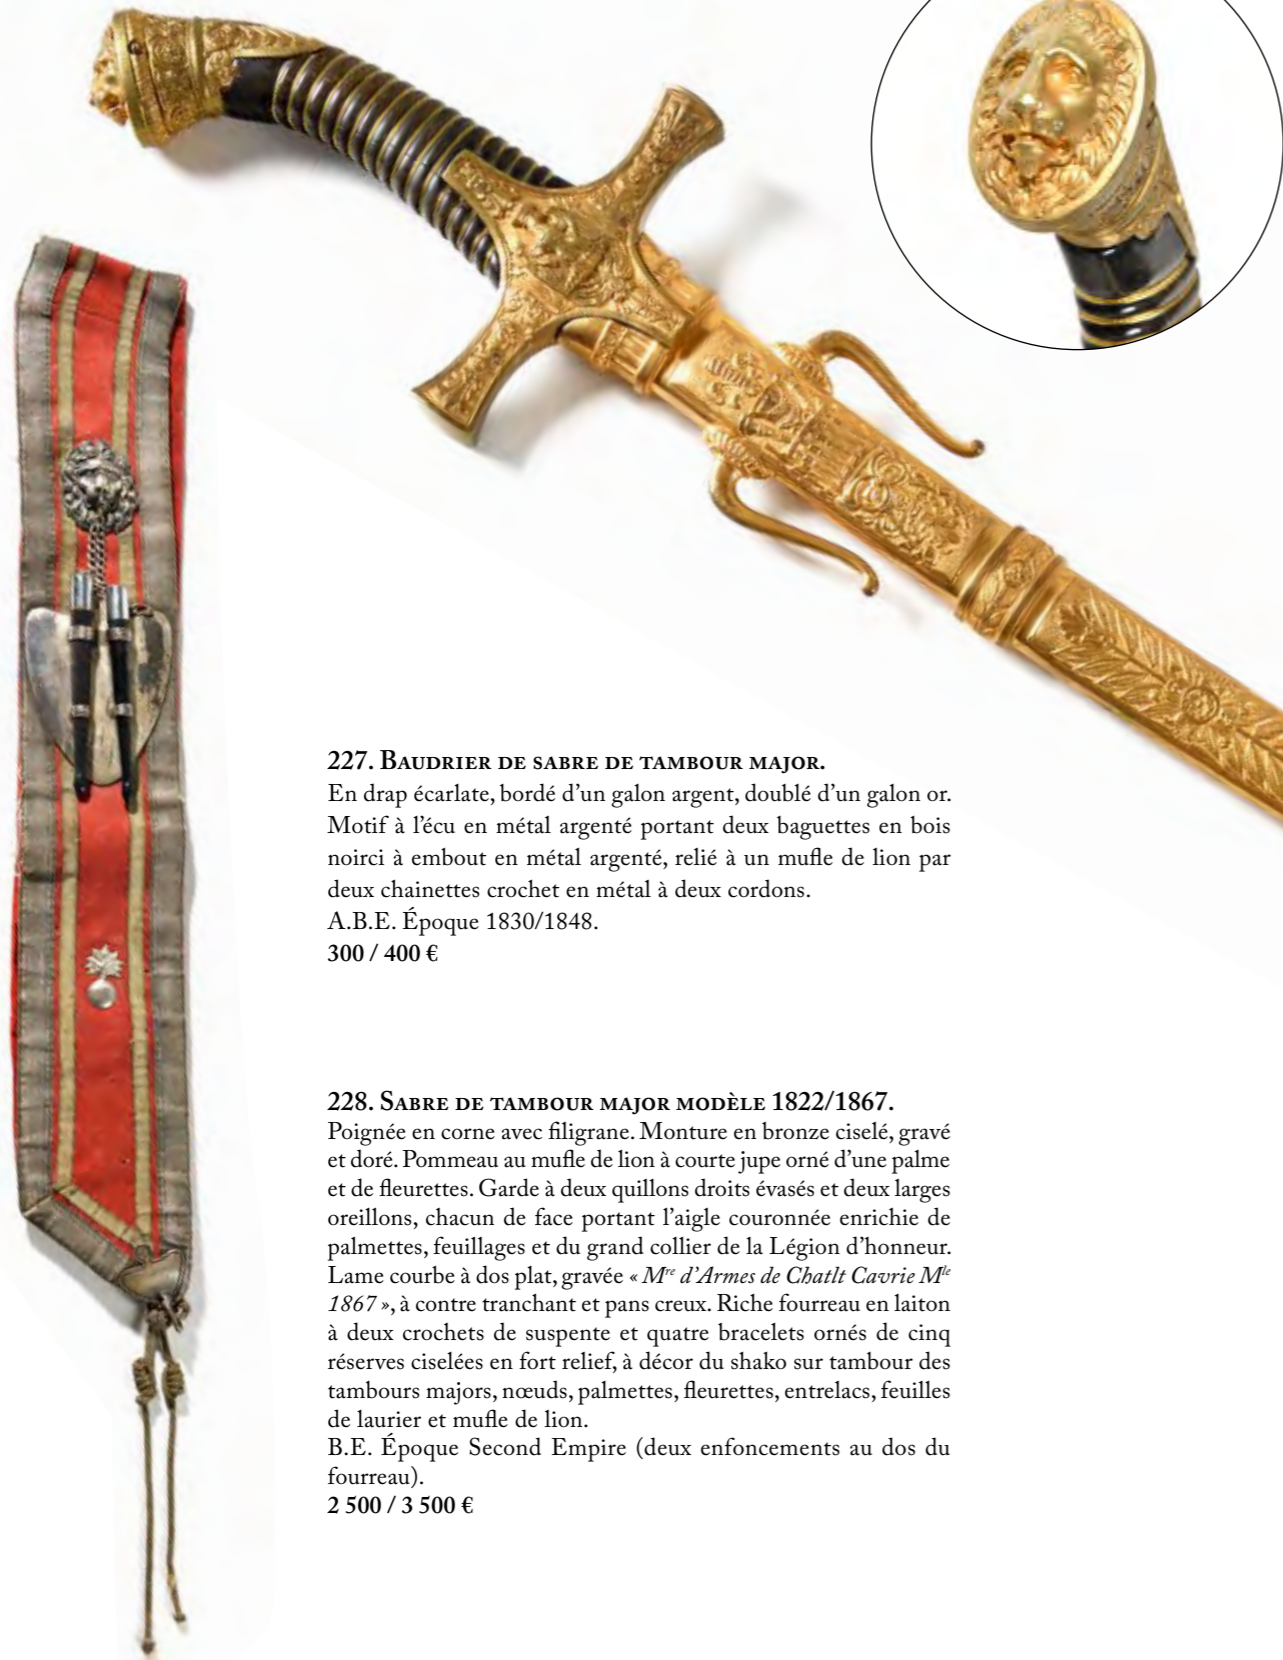 227. BAUDRIER DE SABRE DE TAMBOUR MAJOR.
En drap écarlate, bordé d'un galon argent, doublé d'un galon or.
Motif à l'écu en métal argenté portant deux baguettes en bois
noirci à embout en métal argenté, relié à un mufle de lion par
deux chainettes crochet en métal à deux cordons.
A.B.E. Époque 1830/1848.
300 / 400 €
228. SABRE DE TAMBOUR MAJOR MODÈLE 1822/1867.
Poignée en corne avec filigrane. Monture en bronze ciselé, gravé
et doré. Pommeau au mufle de lion à courte jupe orné d'une palme
et de fleurettes. Garde à deux quillons droits évasés et deux larges
oreillons, chacun de face portant l'aigle couronnée enrichie de
palmettes, feuillages et du grand collier de la Légion d'honneur.
Lame courbe à dos plat, gravée « Mre d'Armes de Chatlt Cavrie Mle
1867 », à contre tranchant et pans creux. Riche fourreau en laiton
à deux crochets de suspente et quatre bracelets ornés de cinq
réserves ciselées en fort relief, à décor du shako sur tambour des
tambours majors, nœuds, palmettes, fleurettes, entrelacs, feuilles
de laurier et mufle de lion.
B.E. Époque Second Empire (deux enfoncements au dos du
fourreau).
2 500 / 3 500 €